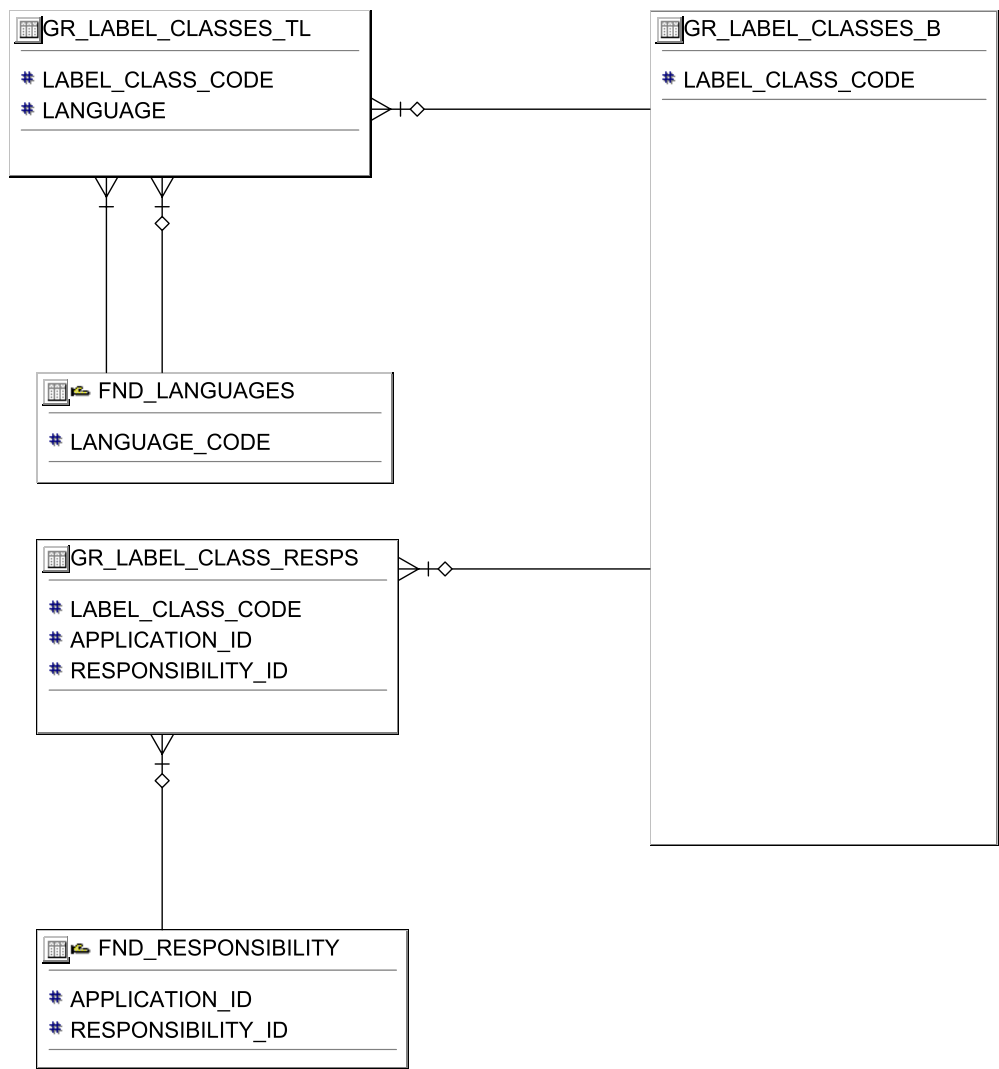 GR_LABEL_CLASSES_TL
# LABEL_CLASS_CODE
# LANGUAGE
GR_LABEL_CLASSES_B
# LABEL_CLASS_CODE
FND_LANGUAGES
# LANGUAGE_CODE
GR_LABEL_CLASS_RESPS
# LABEL_CLASS_CODE
# APPLICATION_ID
# RESPONSIBILITY_ID
FND_RESPONSIBILITY
# APPLICATION_ID
# RESPONSIBILITY_ID